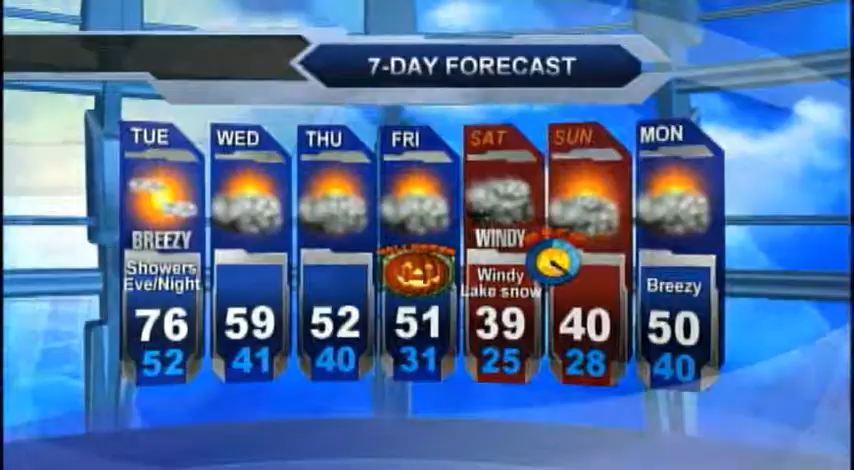 7-DAY FORECAST
TUE WED THU FRI SAT SUN MON
BREEZY WINDY
HALLOWEEN
Showers
Eve/Night
Windy
Lake snow
Breezy
76 59 52 51 39 40 50
52 41 40 31 25 28 40